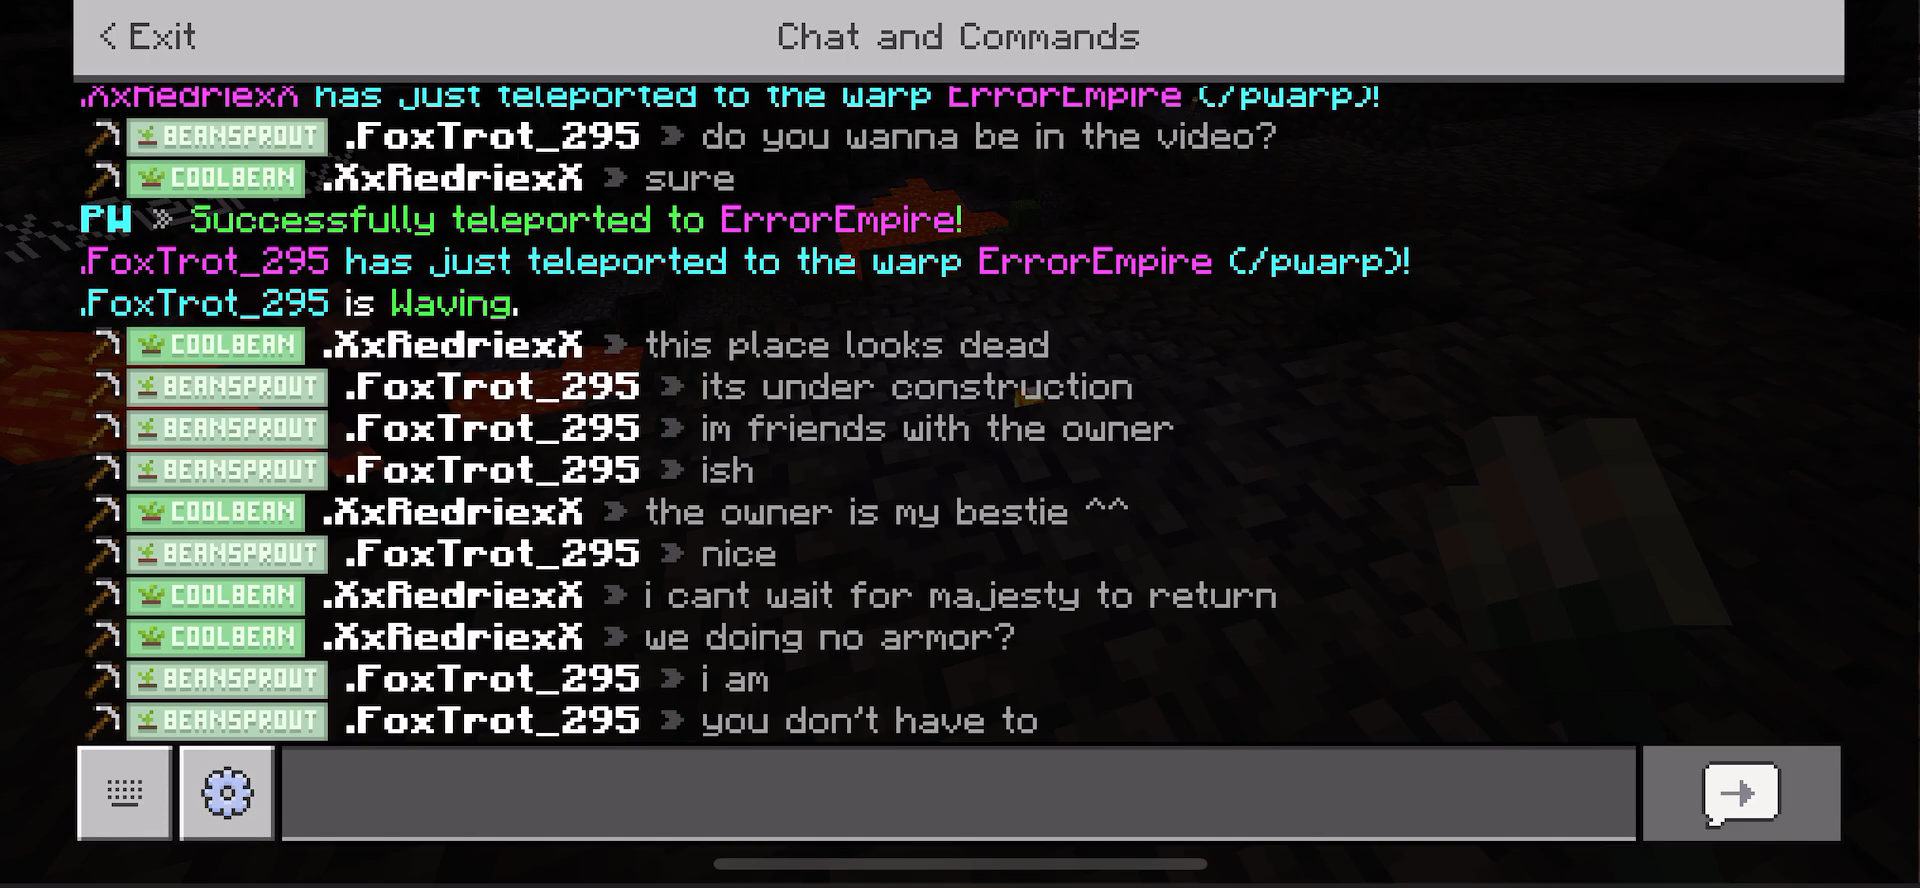 < Exit
Chat and Commands
.XxRedriexX has just teleported to the warp ErrorEmpire (/pwarp)!
BEANSPROUT .FoxTrot_295 » do you wanna be in the video?
COOLBEAN .XxRedriexX » sure
PW » Successfully teleported to ErrorEmpire!
.FoxTrot_295 has just teleported to the warp ErrorEmpire (/pwarp)!
.FoxTrot_295 is Waving.
COOLBEAN .XxRedriexX » this place looks dead
BEANSPROUT .FoxTrot_295 » its under construction
BEANSPROUT .FoxTrot_295 » im friends with the owner
BEANSPROUT .FoxTrot_295 » ish
COOLBEAN .XxRedriexX » the owner is my bestie ^^
BEANSPROUT .FoxTrot_295 » nice
COOLBEAN .XxRedriexX » i cant wait for majesty to return
COOLBEAN .XxRedriexX » we doing no armor?
BEANSPROUT .FoxTrot_295 » i am
BEANSPROUT .FoxTrot_295 » you don't have to